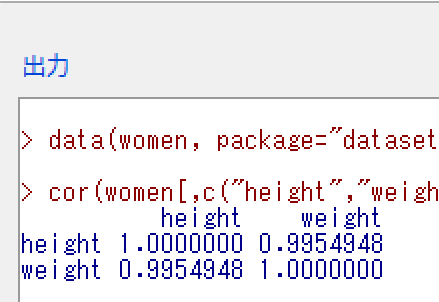 出力
> data(women, package="dataset
> cor(women[,c("height","weigh
height weight
height 1.0000000 0.9954948
weight 0.9954948 1.0000000